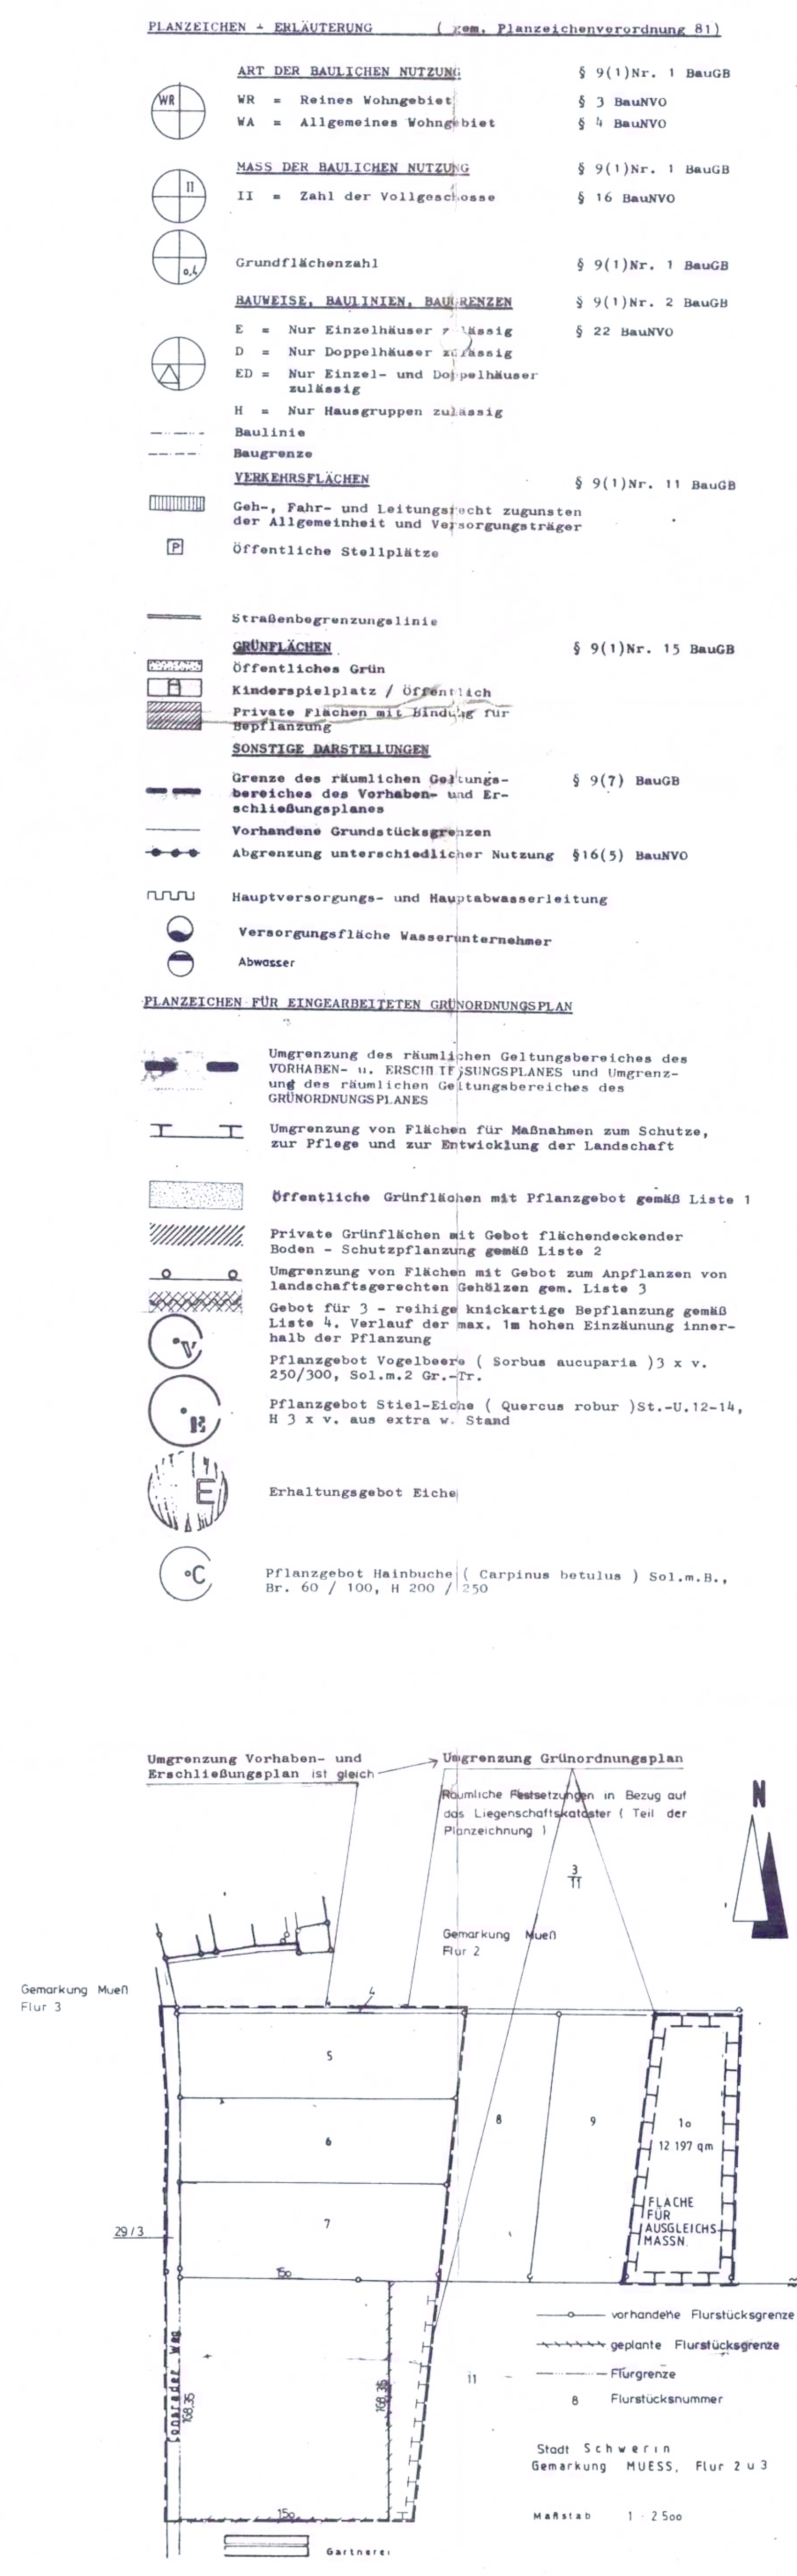 PLANZEICHEN - ERLÄUTERUNG ( gem. Planzeichenverordnung 81)
ART DER BAULICHEN NUTZUNG § 9(1)Nr. 1 BauGB
WR
WR = Reines Wohngebiet § 3 BauNVO
WA = Allgemeines Wohngebiet § 4 BauNVO
MASS DER BAULICHEN NUTZUNG § 9(1)Nr. 1 BauGB
II
II = Zahl der Vollgeschosse § 16 BauNVO
0,4
Grundflächenzahl § 9(1)Nr. 1 BauGB
BAUWEISE, BAULINIEN, BAUGRENZEN § 9(1)Nr. 2 BauGB
E = Nur Einzelhäuser zulässig § 22 BauNVO
D = Nur Doppelhäuser zulässig
ED = Nur Einzel- und Doppelhäuser
zulässig
H = Nur Hausgruppen zulässig
Baulinie
Baugrenze
VERKEHRSFLÄCHEN § 9(1)Nr. 11 BauGB
Geh-, Fahr- und Leitungsrecht zugunsten
der Allgemeinheit und Versorgungsträger
P Öffentliche Stellplätze
Straßenbegrenzungslinie
GRÜNFLÄCHEN § 9(1)Nr. 15 BauGB
Öffentliches Grün
Kinderspielplatz / Öffentlich
Private Flächen mit Bindung für
Bepflanzung
SONSTIGE DARSTELLUNGEN
Grenze des räumlichen Geltungs- § 9(7) BauGB
bereiches des Vorhaben- und Er-
schließungsplanes
Vorhandene Grundstücksgrenzen
Abgrenzung unterschiedlicher Nutzung §16(5) BauNVO
Hauptversorgungs- und Hauptabwasserleitung
Versorgungsfläche Wasserunternehmer
Abwasser
PLANZEICHEN FÜR EINGEARBEITETEN GRÜNORDNUNGSPLAN
Umgrenzung des räumlichen Geltungsbereiches des
VORHABEN- u. ERSCHLIEẞSUNGSPLANES und Umgrenz-
ung des räumlichen Geltungsbereiches des
GRÜNORDNUNGSPLANES
Umgrenzung von Flächen für Maßnahmen zum Schutze,
zur Pflege und zur Entwicklung der Landschaft
Öffentliche Grünflächen mit Pflanzgebot gemäß Liste 1
Private Grünflächen mit Gebot flächendeckender
Boden - Schutzpflanzung gemäß Liste 2
Umgrenzung von Flächen mit Gebot zum Anpflanzen von
landschaftsgerechten Gehölzen gem. Liste 3
Gebot für 3 - reihige knickartige Bepflanzung gemäß
Liste 4. Verlauf der max. 1m hohen Einzäunung inner-
halb der Pflanzung
V
Pflanzgebot Vogelbeere ( Sorbus aucuparia )3 x v.
250/300, Sol.m.2 Gr.-Tr.
Pflanzgebot Stiel-Eiche ( Quercus robur )St.-U.12-14,
H 3 x v. aus extra w. Stand
E
Erhaltungsgebot Eiche
C
Pflanzgebot Hainbuche ( Carpinus betulus ) Sol.m.B.,
Br. 60 / 100, H 200 / 250
Umgrenzung Vorhaben- und
Erschließungsplan ist gleich
Umgrenzung Grünordnungsplan
Räumliche Festsetzungen in Bezug auf
das Liegenschaftskataster ( Teil der
Planzeichnung )
N
3
11
Gemarkung Mueß
Flur 2
Gemarkung Mueß
Flur 3
4
5
6
7
8
9
10
12 197 qm
FLÄCHE
FÜR
AUSGLEICHS-
MASSN.
29/3
150
Consrader Weg
168,35
168,35
11
150
vorhandene Flurstücksgrenze
geplante Flurstücksgrenze
Flurgrenze
8 Flurstücksnummer
Stadt Schwerin
Gemarkung MUESS, Flur 2 u 3
Maßstab 1 : 2500
Gärtnerei